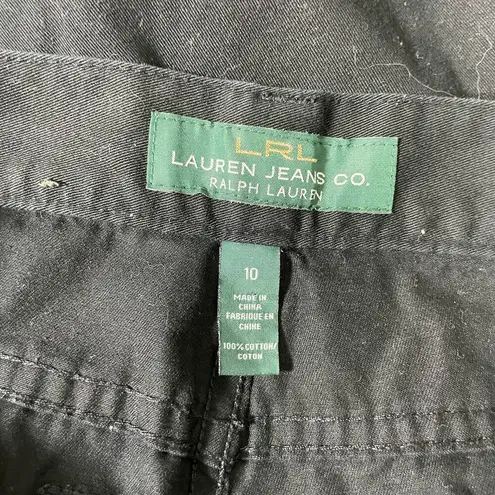 LRL
LAUREN JEANS CO.
RALPH LAUREN
10
MADE IN
CHINA
FABRIQUE EN
CHINE
100% COTTON/
COTON